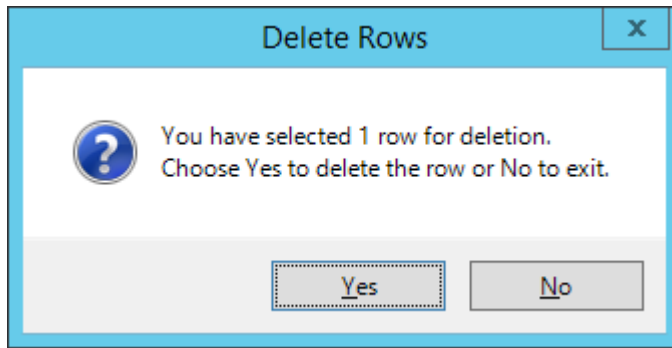 Delete Rows
x
?
You have selected 1 row for deletion.
Choose Yes to delete the row or No to exit.
Yes
No